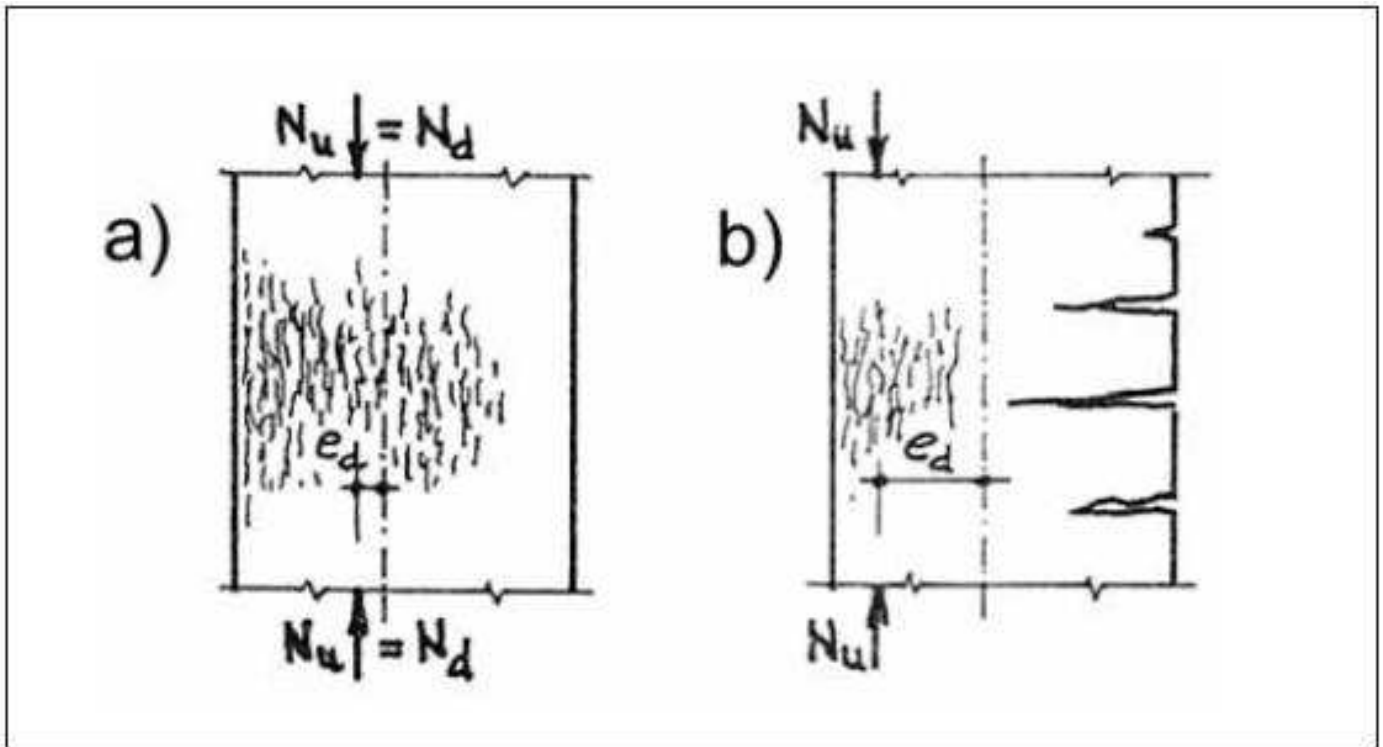 Nu = Nd
Nu
a)
b)
ed
ed
Nu = Nd
Nu